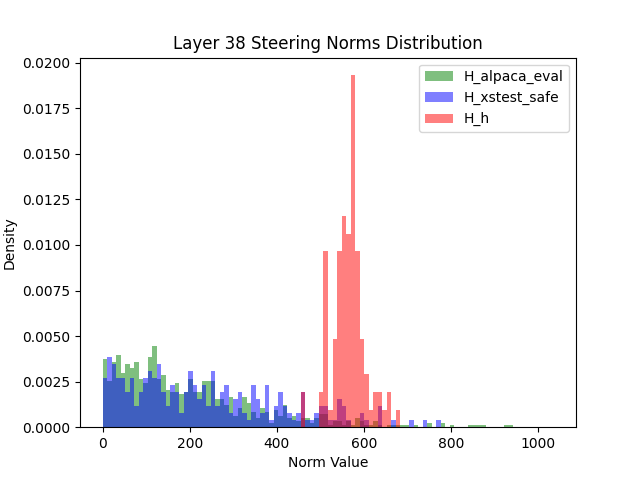 Layer 38 Steering Norms Distribution
0.0200
0.0175
0.0150
0.0125
0.0100
0.0075
0.0050
0.0025
0.0000
Density
H_alpaca_eval
H_xstest_safe
H_h
0 200 400 600 800 1000
Norm Value